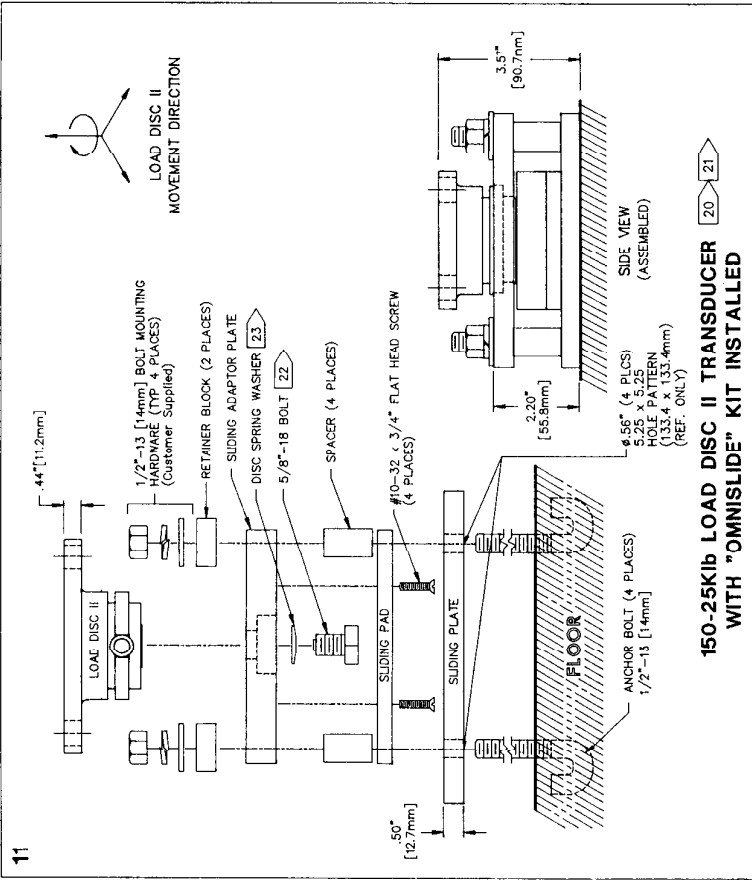 11
.44"[11.2mm]
LOAD DISC II
MOVEMENT DIRECTION
LOAD DISC II
1/2"-13 [14mm] BOLT MOUNTING
HARDWARE (TYP 4 PLACES)
(Customer Supplied)
RETAINER BLOCK (2 PLACES)
SLIDING ADAPTOR PLATE
DISC SPRING WASHER 23
5/8"-18 BOLT 22
SPACER (4 PLACES)
SLIDING PAD
#10-32 x 3/4" FLAT HEAD SCREW
(4 PLACES)
SLIDING PLATE
.50"
[12.7mm]
FLOOR
ANCHOR BOLT (4 PLACES)
1/2"-13 [14mm]
ø.56" (4 PLCS)
5.25 x 5.25
HOLE PATTERN
(133.4 x 133.4mm)
(REF. ONLY)
2.20"
[55.8mm]
[90.7mm]
SIDE VIEW
(ASSEMBLED)
150-25Klb LOAD DISC II TRANSDUCER 20 21
WITH "OMNISLIDE" KIT INSTALLED